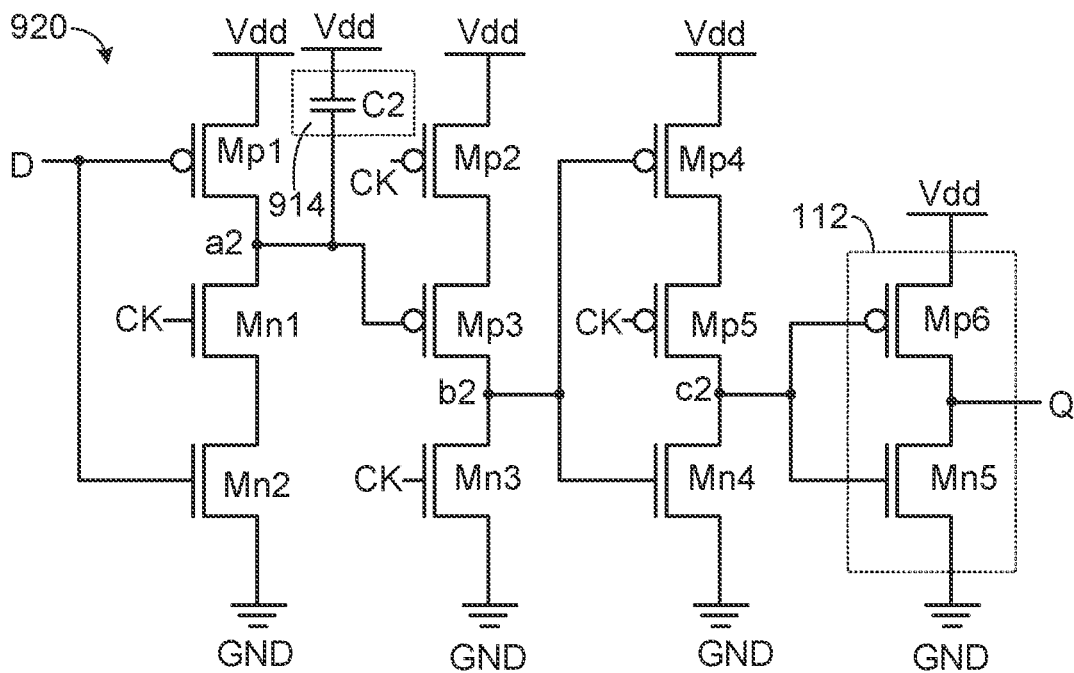 920
Vdd
Vdd
Vdd
Vdd
C2
D
Mp1
CK
Mp2
Mp4
914
Vdd
112
a2
CK
Mn1
Mp3
CK
Mp5
Mp6
b2
c2
Q
Mn2
CK
Mn3
Mn4
Mn5
GND
GND
GND
GND